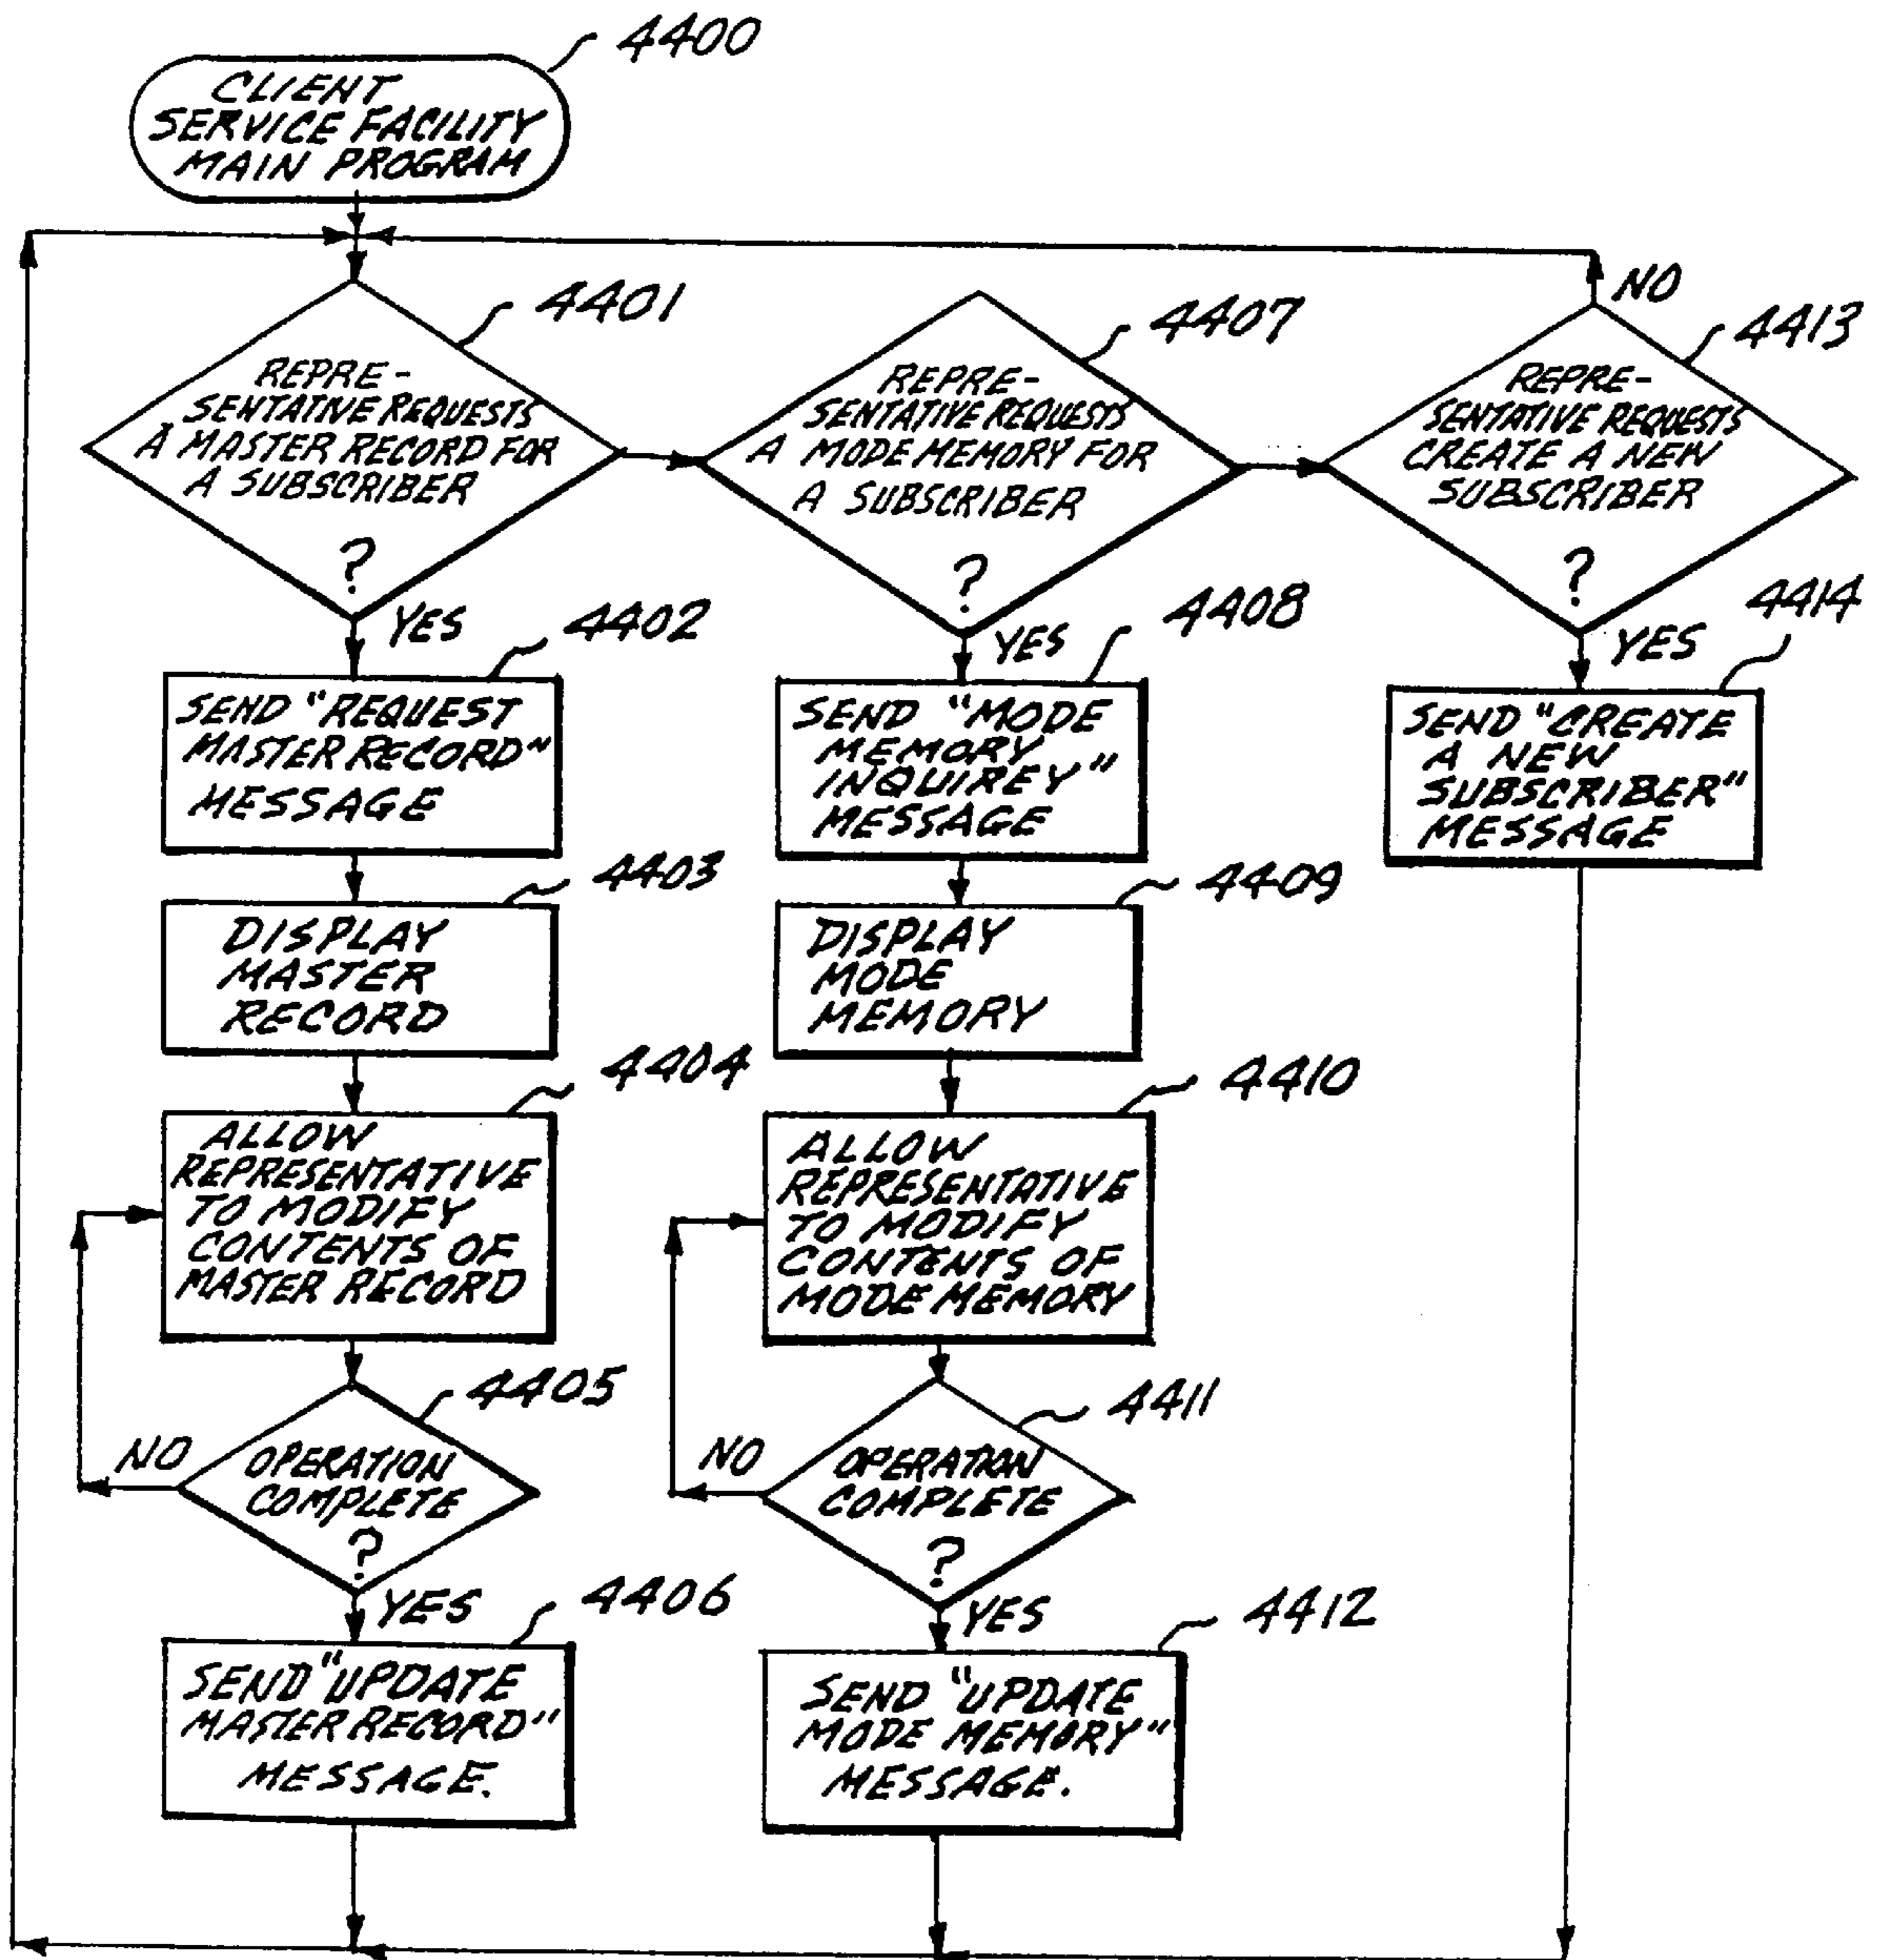 4400
CLIENT
SERVICE FACILITY
MAIN PROGRAM
4401
REPRE-
SENTATIVE REQUESTS
A MASTER RECORD FOR
A SUBSCRIBER
?
YES
4402
SEND "REQUEST
MASTER RECORD"
MESSAGE
4403
DISPLAY
MASTER
RECORD
4404
ALLOW
REPRESENTATIVE
TO MODIFY
CONTENTS OF
MASTER RECORD
4405
NO
OPERATION
COMPLETE
?
YES
4406
SEND "UPDATE
MASTER RECORD"
MESSAGE.
4407
REPRE-
SENTATIVE REQUESTS
A MODE MEMORY FOR
A SUBSCRIBER
?
YES
4408
SEND "MODE
MEMORY
INQUIREY"
MESSAGE
4409
DISPLAY
MODE
MEMORY
4410
ALLOW
REPRESENTATIVE
TO MODIFY
CONTENTS OF
MODE MEMORY
4411
NO
OPERATION
COMPLETE
?
YES
4412
SEND "UPDATE
MODE MEMORY"
MESSAGE.
NO
4413
REPRE-
SENTATIVE REQUESTS
CREATE A NEW
SUBSCRIBER
?
YES
4414
SEND "CREATE
A NEW
SUBSCRIBER"
MESSAGE